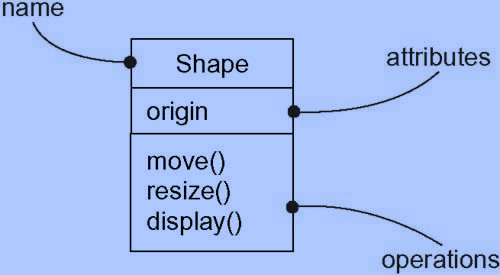 name
Shape
attributes
origin
move()
resize()
display()
operations